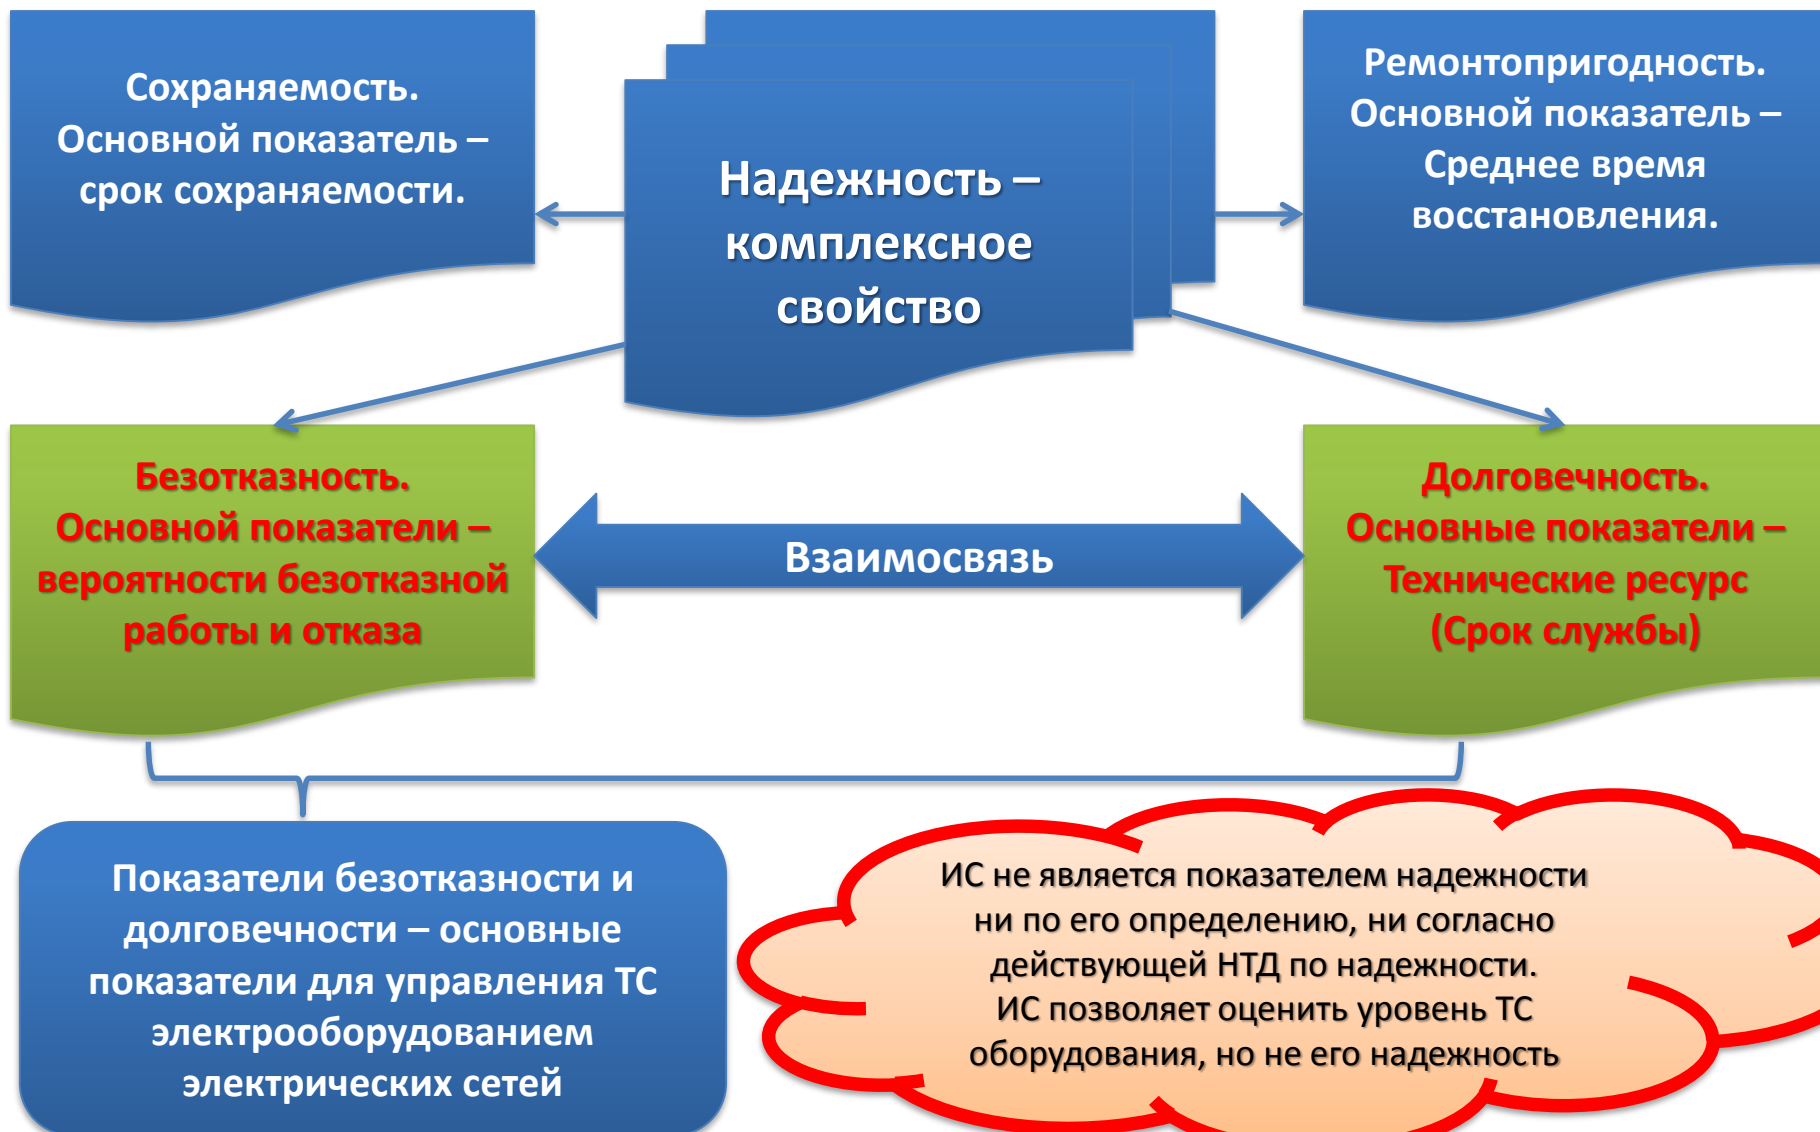 Сохраняемость.
Основной показатель –
срок сохраняемости.
Надежность –
комплексное
свойство
Ремонтопригодность.
Основной показатель –
Среднее время
восстановления.
Безотказность.
Основной показатели –
вероятности безотказной
работы и отказа
Взаимосвязь
Долговечность.
Основные показатели –
Технические ресурс
(Срок службы)
Показатели безотказности и
долговечности – основные
показатели для управления ТС
электрооборудованием
электрических сетей
ИС не является показателем надежности
ни по его определению, ни согласно
действующей НТД по надежности.
ИС позволяет оценить уровень ТС
оборудования, но не его надежность